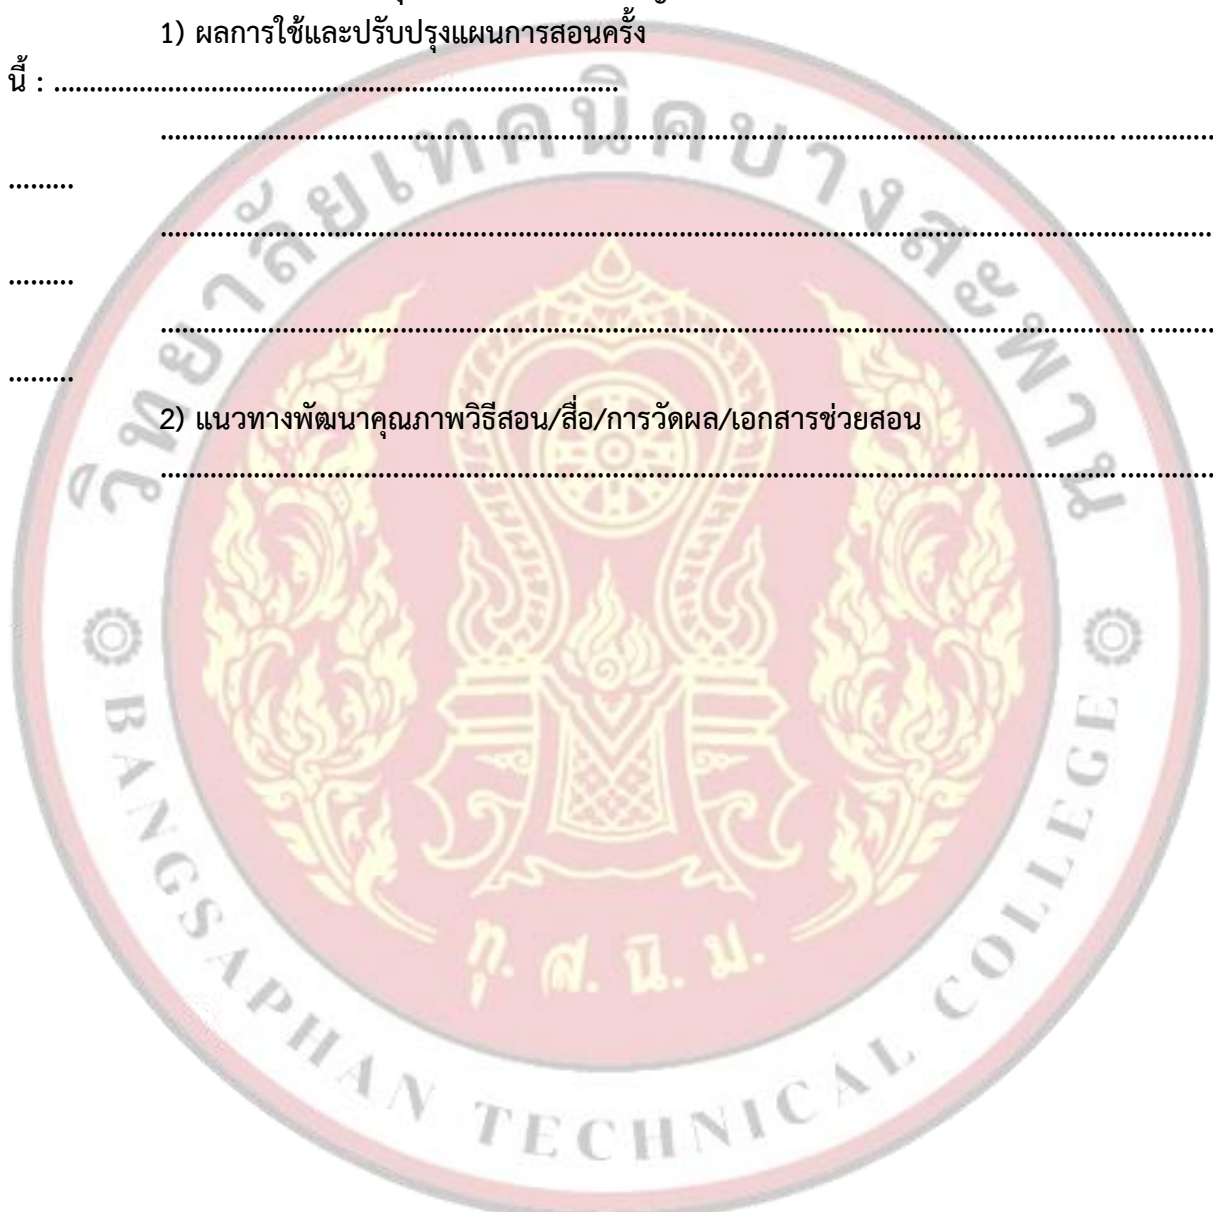 1) ผลการใช้และปรับปรุงแผนการสอนครั้ง
นี้ : ................................................................................
........................................................................................................................................ .............
.........
......................................................................................................................................................
.........
............................................................................................................................................ .........
.........
2) แนวทางพัฒนาคุณภาพวิธีสอน/สื่อ/การวัดผล/เอกสารช่วยสอน
........................................................................................................................................ .............
วิทยาลัยเทคนิคบางสะพาน
ทุ. ส. นิ. ม.
BANGSAPHAN TECHNICAL COLLEGE